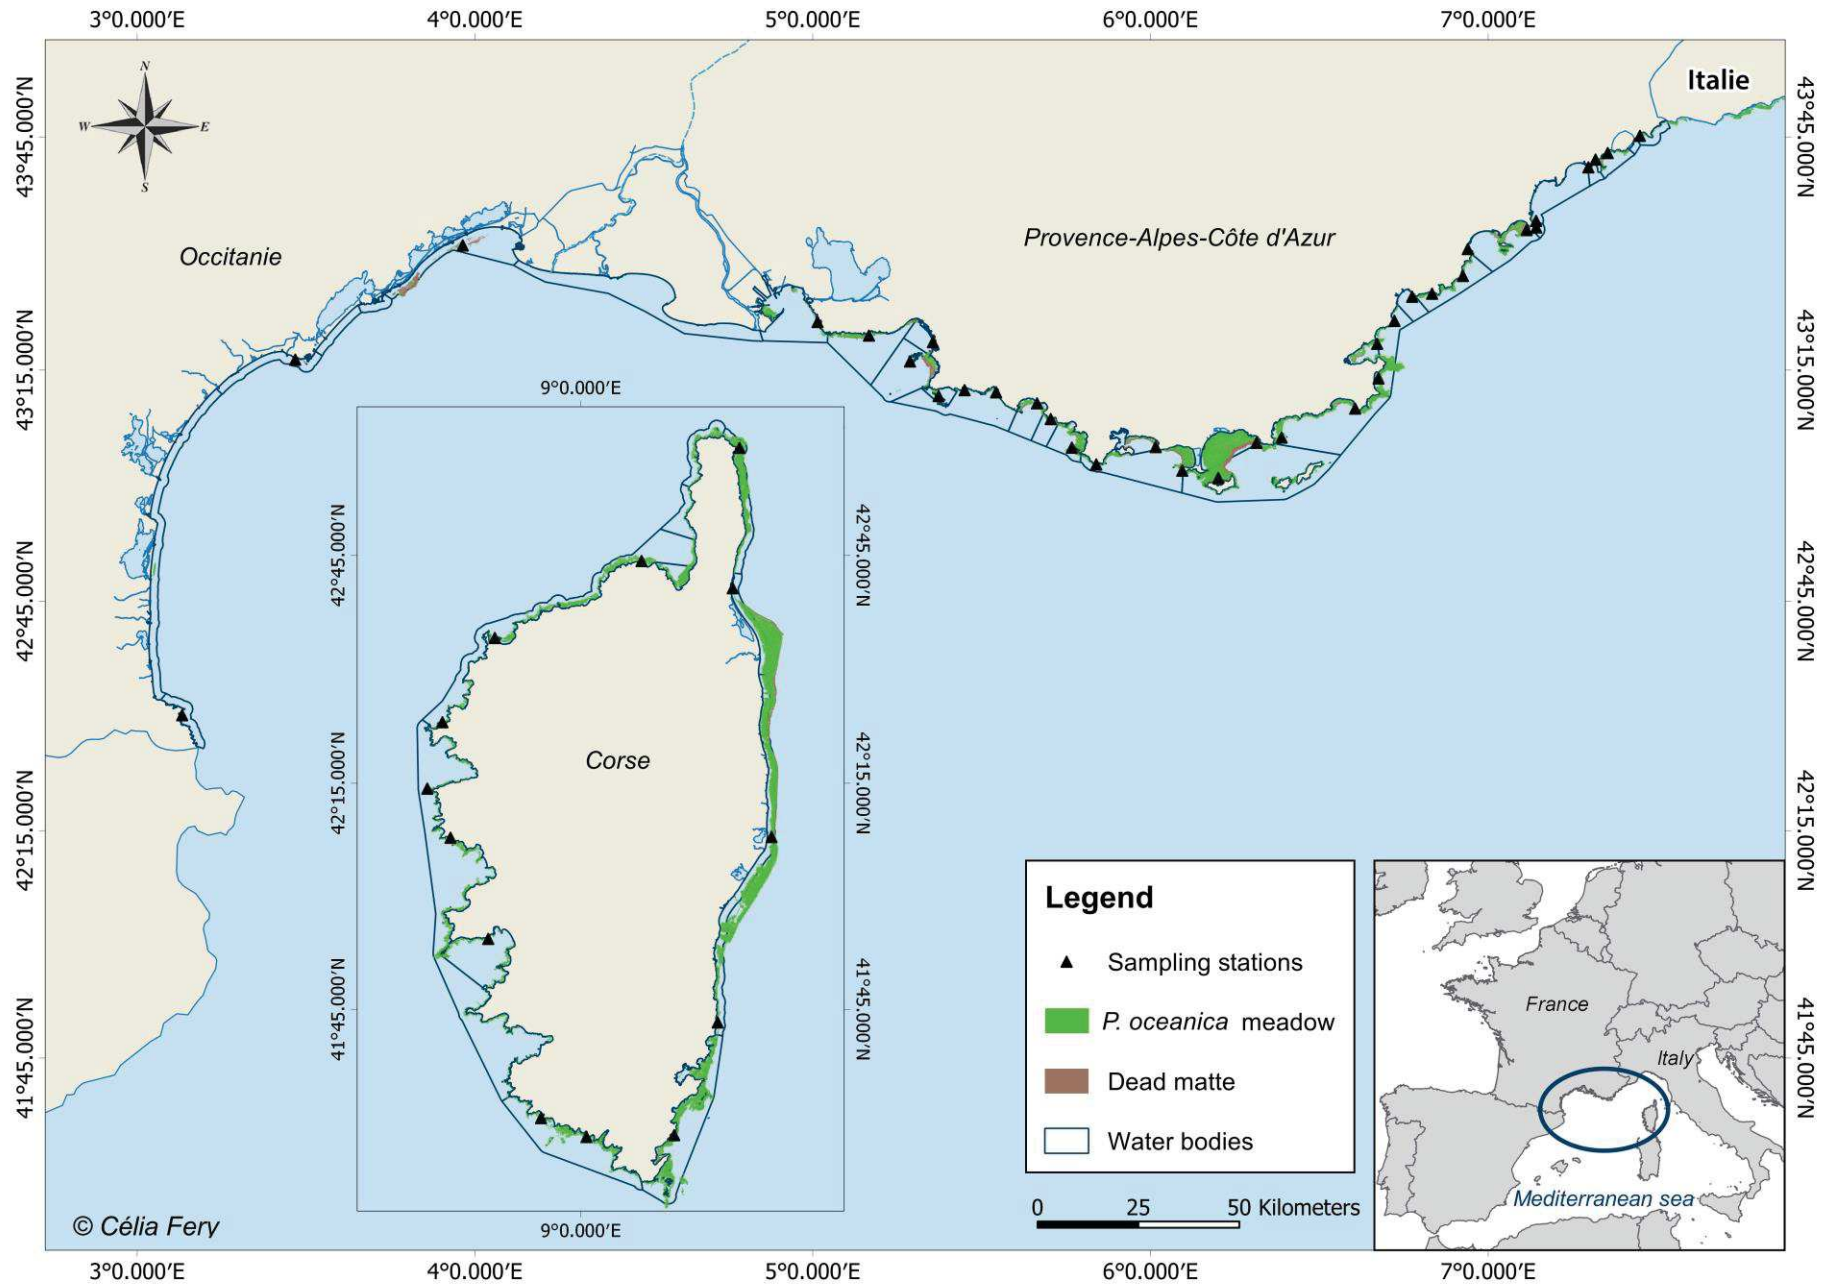 3°0.000′E
4°0.000′E
5°0.000′E
6°0.000′E
7°0.000′E
N
W
E
S
Italie
43°45.000′N
43°45.000′N
Occitanie
Provence-Alpes-Côte d'Azur
43°15.000′N
43°15.000′N
9°0.000′E
42°45.000′N
42°45.000′N
42°45.000′N
42°45.000′N
Corse
42°15.000′N
42°15.000′N
42°15.000′N
42°15.000′N
41°45.000′N
41°45.000′N
41°45.000′N
41°45.000′N
9°0.000′E
Legend
Sampling stations
P. oceanica meadow
Dead matte
Water bodies
0
25
50 Kilometers
France
Italy
Mediterranean sea
© Célia Fery
3°0.000′E
4°0.000′E
5°0.000′E
6°0.000′E
7°0.000′E